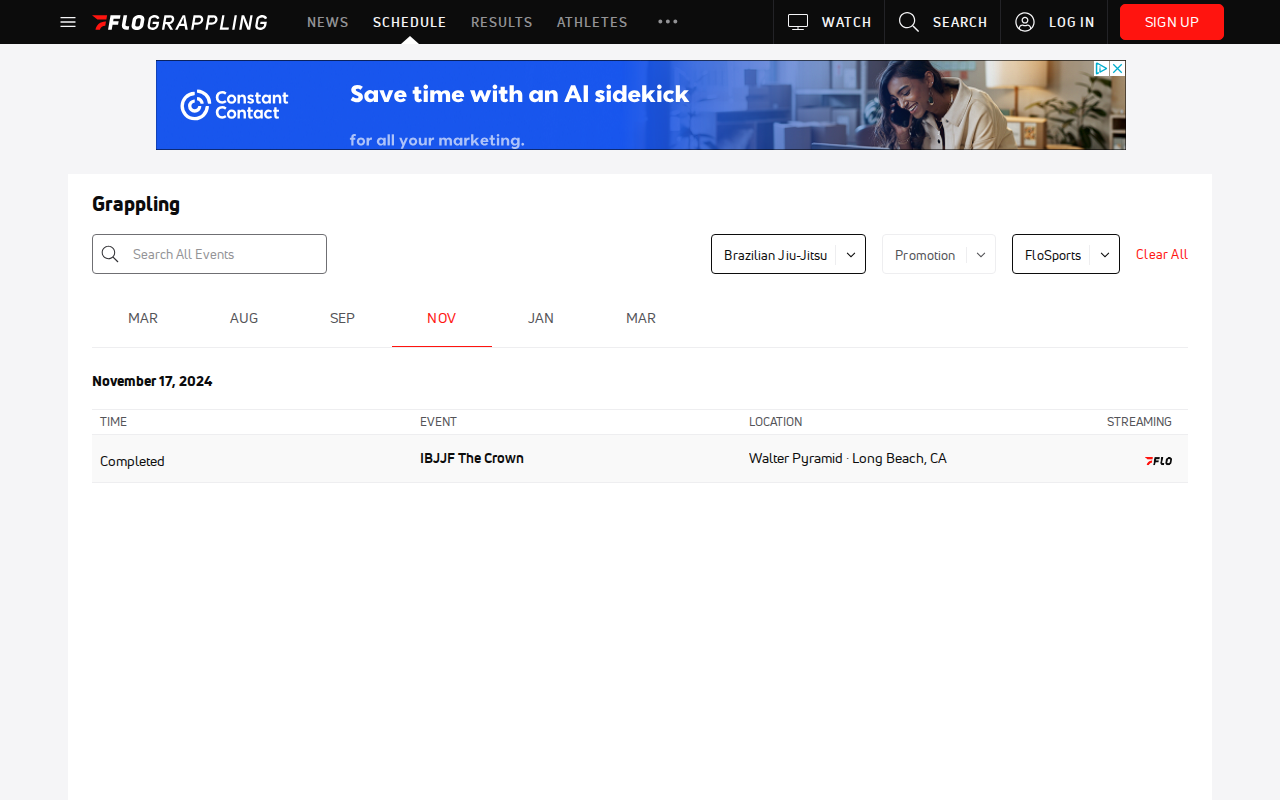 FLOGRAPPLING NEWS SCHEDULE RESULTS ATHLETES ••• WATCH SEARCH LOG IN SIGN UP
Constant Contact
Save time with an AI sidekick
for all your marketing.
Grappling
Search All Events
Brazilian Jiu-Jitsu
Promotion
FloSports
Clear All
MAR AUG SEP NOV JAN MAR
November 17, 2024
TIME EVENT LOCATION STREAMING
Completed IBJJF The Crown Walter Pyramid · Long Beach, CA FLO